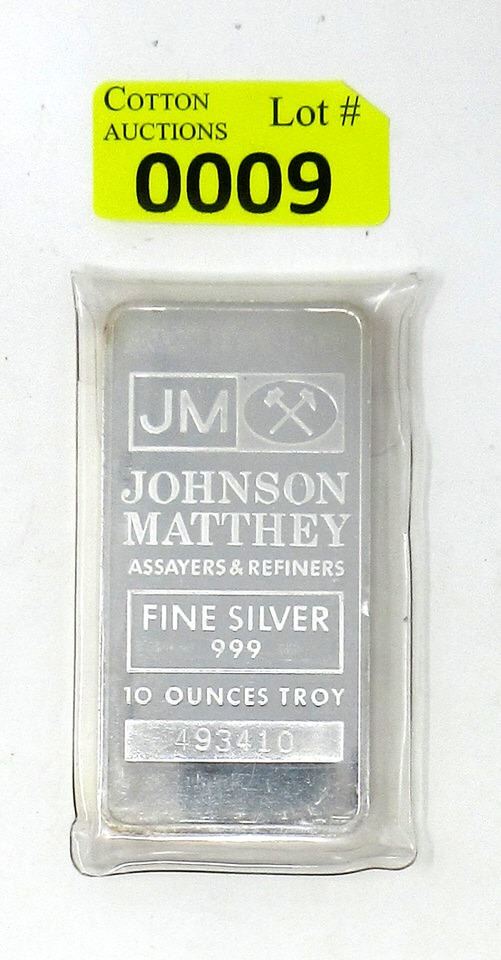 COTTON Lot #
AUCTIONS
0009
JM
JOHNSON
MATTHEY
ASSAYERS & REFINERS
FINE SILVER
999
10 OUNCES TROY
493410